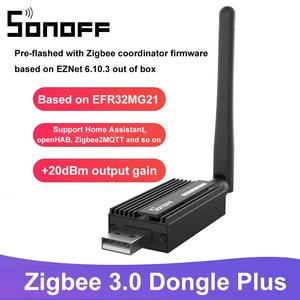 SONOFF
Pre-flashed with Zigbee coordinator firmware
based on EZNet 6.10.3 out of box
Based on EFR32MG21
Support Home Assistant,
openHAB, Zigbee2MQTT and so on
+20dBm output gain
Zigbee 3.0 Dongle Plus